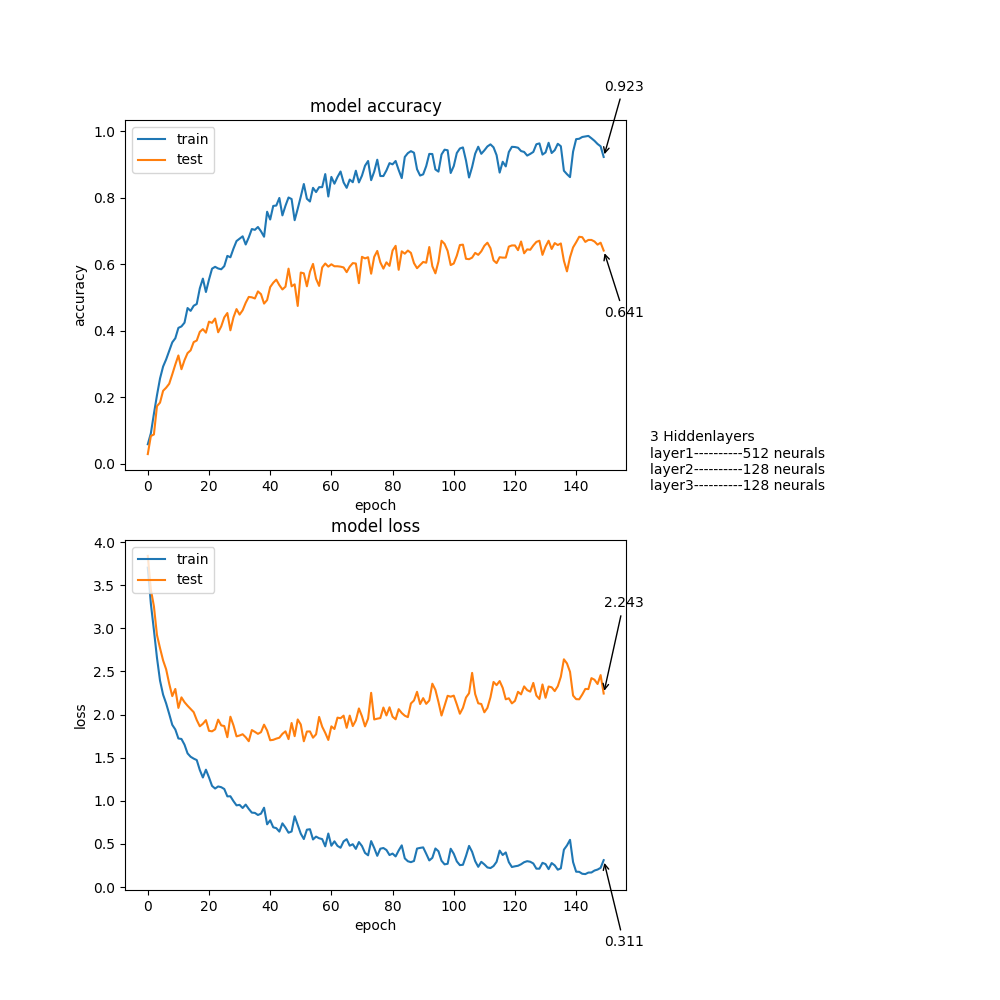 0.923
model accuracy
1.0
0.8
0.6
0.4
0.2
0.0
accuracy
train
test
0.641
0 20 40 60 80 100 120 140
epoch
3 Hiddenlayers
layer1----------512 neurals
layer2----------128 neurals
layer3----------128 neurals
model loss
4.0
3.5
3.0
2.5
2.0
1.5
1.0
0.5
0.0
loss
train
test
2.243
0 20 40 60 80 100 120 140
epoch
0.311